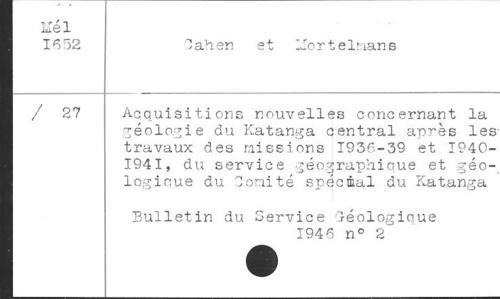 Mél
I652
Cahen et Mortelmans
/ 27
Acquisitions nouvelles concernant la
géologie du Katanga central après les
travaux des missions I936-39 et I940-
I94I, du service géographique et géo-
logique du Comité spécial du Katanga
Bulletin du Service Géologique
I946 n° 2